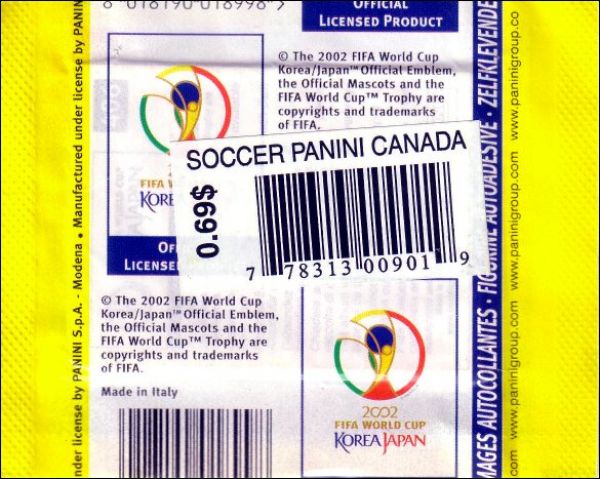 8 018190 018998 >
OFFICIAL
LICENSED PRODUCT
© The 2002 FIFA World Cup
Korea/Japan™ Official Emblem,
the Official Mascots and the
FIFA World Cup™ Trophy are
copyrights and trademarks
of FIFA.
SOCCER PANINI CANADA
0.69$
7 78313 00901 9
FIFA
KORE
OF
LICENSE
© The 2002 FIFA World Cup
Korea/Japan™ Official Emblem,
the Official Mascots and the
FIFA World Cup™ Trophy are
copyrights and trademarks
of FIFA.
Made in Italy
2002
FIFA WORLD CUP
KOREA JAPAN
nder license by PANINI S.p.A. - Modena • Manufactured under license by PANIN
MAGES AUTOCOLLANTES • FIGURINE AUTOADESIVE • ZELFKLEVENDE
com www.paninigroup.com www.paninigroup.com www.paninigroup.co